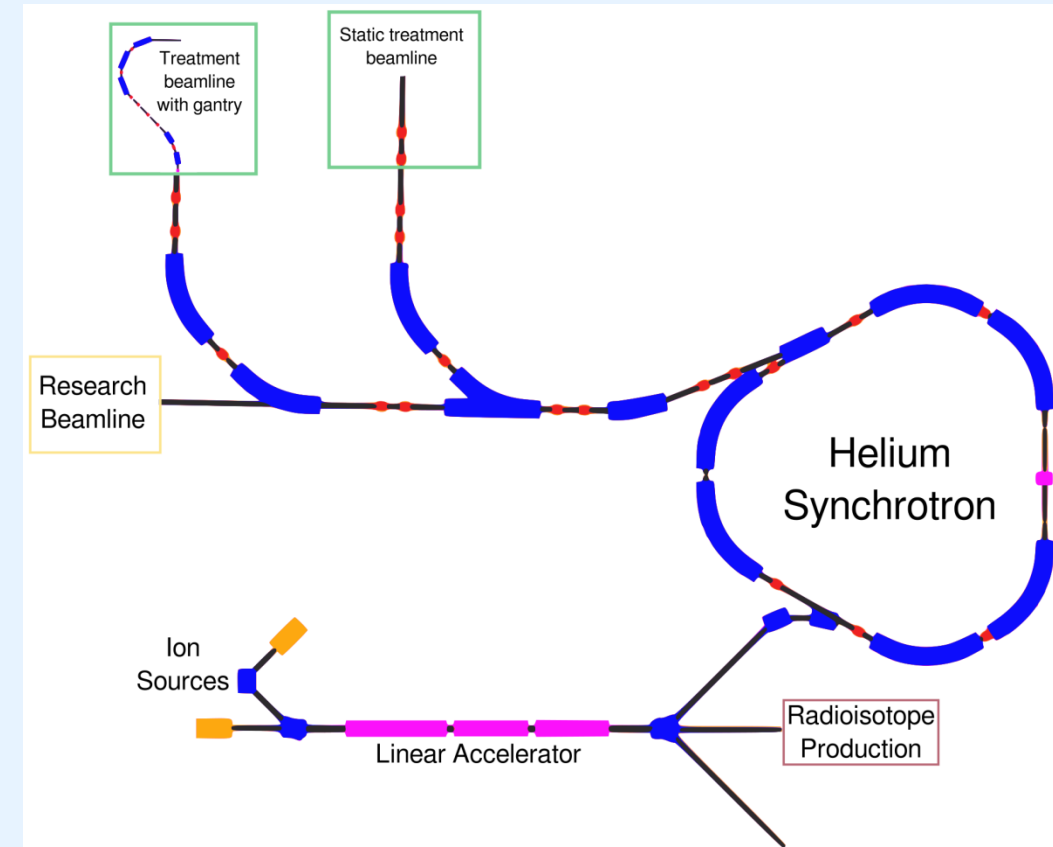 Treatment
beamline
with gantry
Static treatment
beamline
Research
Beamline
Helium
Synchrotron
Ion
Sources
Linear Accelerator
Radioisotope
Production